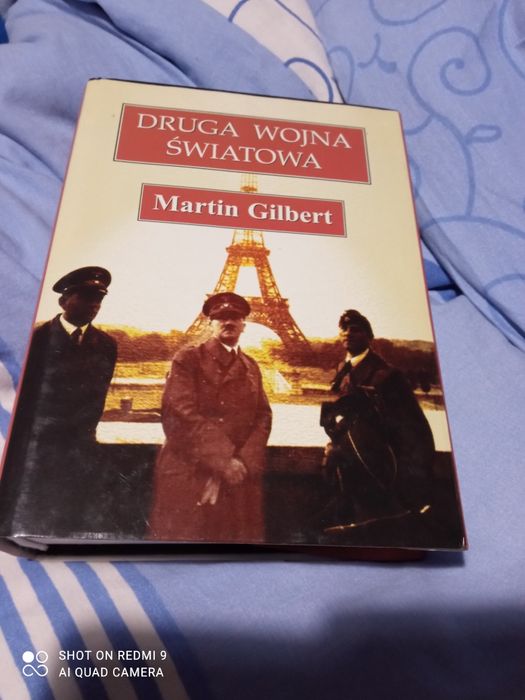 DRUGA WOJNA
ŚWIATOWA
Martin Gilbert
SHOT ON REDMI 9
AI QUAD CAMERA